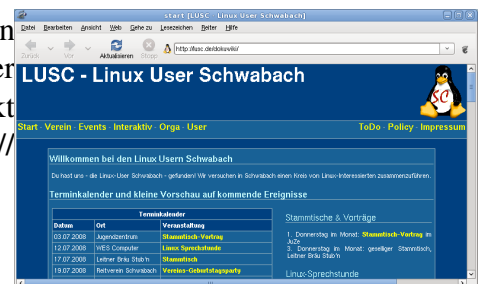 n
er
kt
//
start [LUSC - Linux User Schwabach]
Datei Bearbeiten Ansicht Web Gehe zu Lesezeichen Reiter Hilfe
Zurück Vor Aktualisieren Stopp http://lusc.de/dokuwiki/
LUSC - Linux User Schwabach
SC
Start - Verein - Events - Interaktiv - Orga - User ToDo - Policy - Impressum
Willkommen bei den Linux Usern Schwabach
Du hast uns - die Linux-User Schwabach - gefunden! Wir versuchen in Schwabach einen Kreis von Linux-Interessierten zusammenzuführen.
Terminkalender und kleine Vorschau auf kommende Ereignisse
Terminkalender
Datum Ort Veranstaltung
03.07.2008 Jugendzentrum Stammtisch-Vortrag
12.07.2008 WES Computer Linux Sprechstunde
17.07.2008 Leitner Bräu Stub'n Stammtisch
19.07.2008 Reitverein Schwabach Vereins-Geburtstagsparty
Stammtische & Vorträge
1. Donnerstag im Monat: Stammtisch-Vortrag im
JuZe
3. Donnerstag im Monat: geselliger Stammtisch,
Leitner Bräu Stub'n
Linux-Sprechstunde